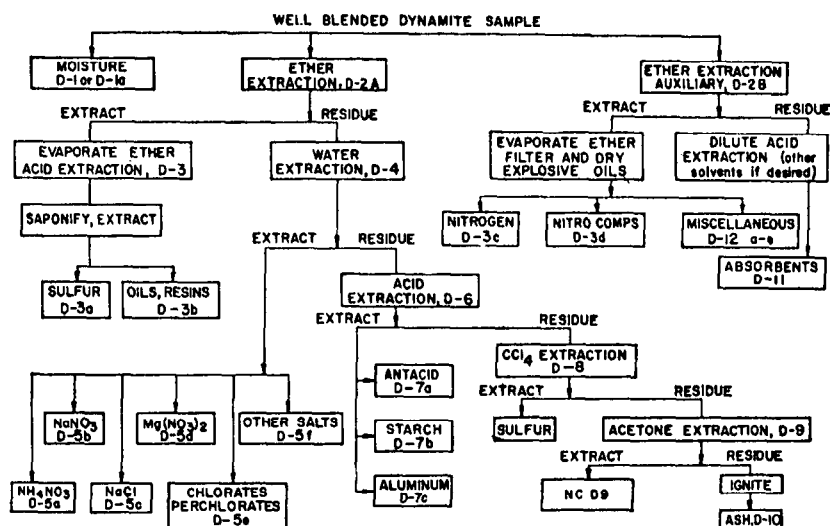 WELL BLENDED DYNAMITE SAMPLE
MOISTURE
D-1 or D-1a
ETHER
EXTRACTION, D-2A
ETHER EXTRACTION
AUXILIARY, D-2B
EXTRACT
RESIDUE
EXTRACT
RESIDUE
EVAPORATE ETHER
ACID EXTRACTION, D-3
WATER
EXTRACTION, D-4
EVAPORATE ETHER
FILTER AND DRY
EXPLOSIVE OILS
DILUTE ACID
EXTRACTION (other
solvents if desired)
SAPONIFY, EXTRACT
NITROGEN
D-3c
NITRO COMPS
D-3d
MISCELLANEOUS
D-12 a-e
EXTRACT
RESIDUE
ABSORBENTS
D-11
SULFUR
D-3a
OILS, RESINS
D-3b
ACID
EXTRACTION, D-6
EXTRACT
RESIDUE
CCl4 EXTRACTION
D-8
ANTACID
D-7a
EXTRACT
RESIDUE
NaNO3
D-5b
Mg(NO3)2
D-5d
OTHER SALTS
D-5f
STARCH
D-7b
SULFUR
ACETONE EXTRACTION, D-9
EXTRACT
RESIDUE
NH4NO3
D-5a
NaCl
D-5c
CHLORATES
PERCHLORATES
D-5e
ALUMINUM
D-7c
NC D9
IGNITE
ASH, D-10